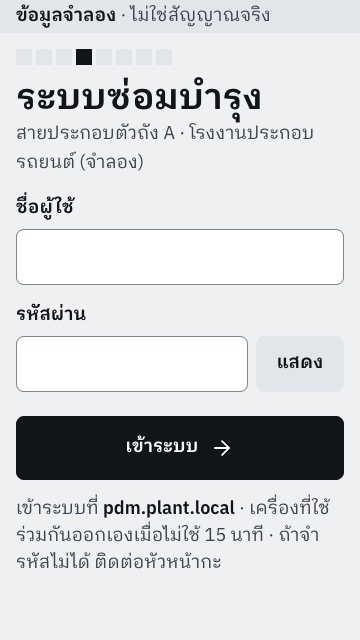 ข้อมูลจำลอง · ไม่ใช่สัญญาณจริง
ระบบซ่อมบำรุง
สายประกอบตัวถัง A · โรงงานประกอบ
รถยนต์ (จำลอง)
ชื่อผู้ใช้
รหัสผ่าน
แสดง
เข้าระบบ →
เข้าระบบที่ pdm.plant.local · เครื่องที่ใช้
ร่วมกันออกเองเมื่อไม่ใช้ 15 นาที · ถ้าจำ
รหัสไม่ได้ ติดต่อหัวหน้ากะ